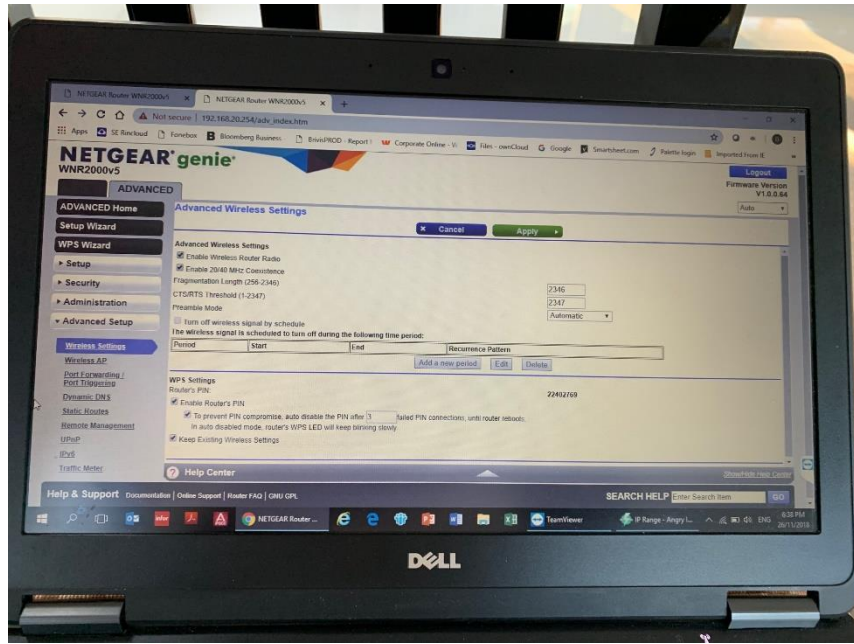 NETGEAR Router WNR2000v5
NETGEAR Router WNR2000v5
Not secure | 192.168.20.254/adv_index.htm
Apps SE Rincloud Fonebox Bloomberg Business BrivisPROD - Report Corporate Online - W Files - ownCloud Google Smartsheet.com Palette login Imported From IE
NETGEAR genie
WNR2000v5
Logout
ADVANCED
Firmware Version
V1.0.0.64
Auto
ADVANCED Home
Setup Wizard
WPS Wizard
Setup
Security
Administration
Advanced Setup
Wireless Settings
Wireless AP
Port Forwarding /
Port Triggering
Dynamic DNS
Static Routes
Remote Management
UPnP
IPv6
Traffic Meter
Advanced Wireless Settings
Cancel Apply
Advanced Wireless Settings
Enable Wireless Router Radio
Enable 20/40 MHz Coexistence
Fragmentation Length (256-2346) 2346
CTS/RTS Threshold (1-2347) 2347
Preamble Mode Automatic
Turn off wireless signal by schedule
The wireless signal is scheduled to turn off during the following time period:
Period Start End Recurrence Pattern
Add a new period Edit Delete
WPS Settings
Router's PIN: 22402769
Enable Router's PIN
To prevent PIN compromise, auto disable the PIN after 3 failed PIN connections, until router reboots.
In auto disabled mode, router's WPS LED will keep blinking slowly
Keep Existing Wireless Settings
Help Center Show/Hide Help Center
Help & Support Documentation | Online Support | Router FAQ | GNU GPL SEARCH HELP Enter Search Item GO
infor NETGEAR Router ... TeamViewer IP Range - Angry I... ENG 6:38 PM
26/11/2018
DELL